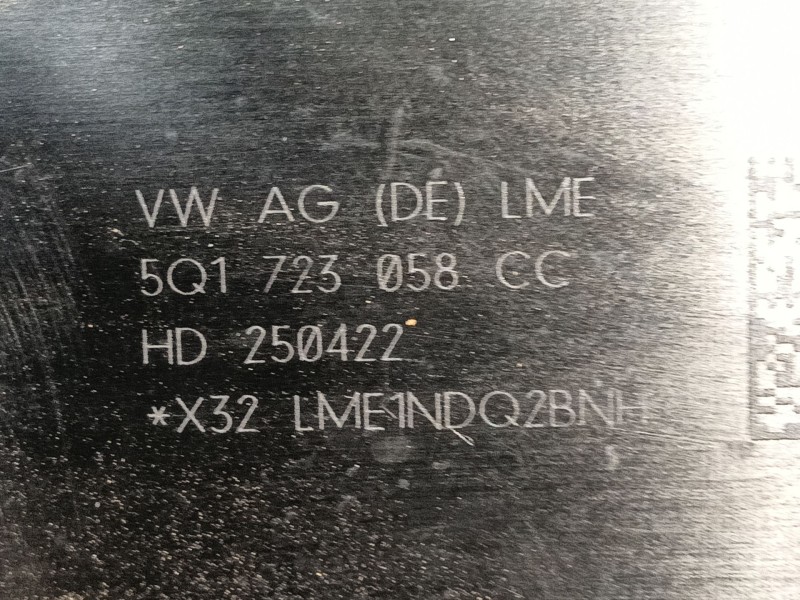 VW AG (DE) LME
5Q1 723 058 CC
HD 250422
*X32 LME1NDQ2BNH